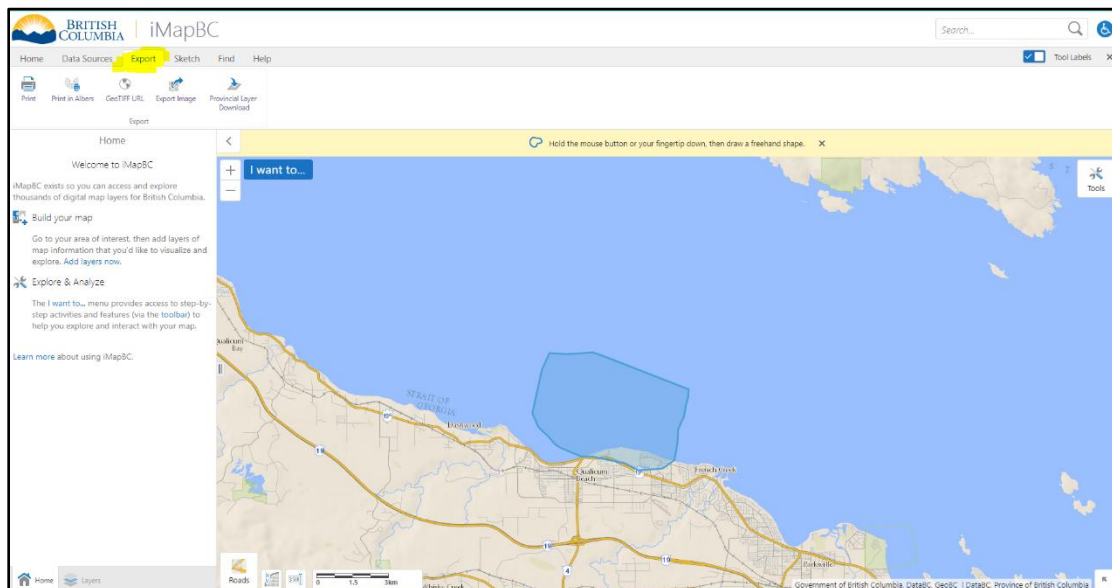 BRITISH
COLUMBIA
iMapBC
Search...
Home Data Sources Export Sketch Find Help
Tool Labels
Print
Print in Albers
GeoTIFF URL
Export Image
Provincial Layer
Download
Export
Home
Hold the mouse button or your fingertip down, then draw a freehand shape.
Welcome to iMapBC
I want to...
Tools
iMapBC exists so you can access and explore
thousands of digital map layers for British Columbia.
Build your map
Go to your area of interest, then add layers of
map information that you'd like to visualize and
explore. Add layers now.
Explore & Analyze
The I want to... menu provides access to step-by-
step activities and features (via the toolbar) to
help you explore and interact with your map.
Learn more about using iMapBC.
Qualicum
Bay
STRAIT OF
GEORGIA
Dashwood
19
Qualicum
Beach
French Creek
19
19
4
Parksville
Home
Layers
Roads
0 1.5 3km
Government of British Columbia, DataBC, GeoBC | DataBC, Province of British Columbia